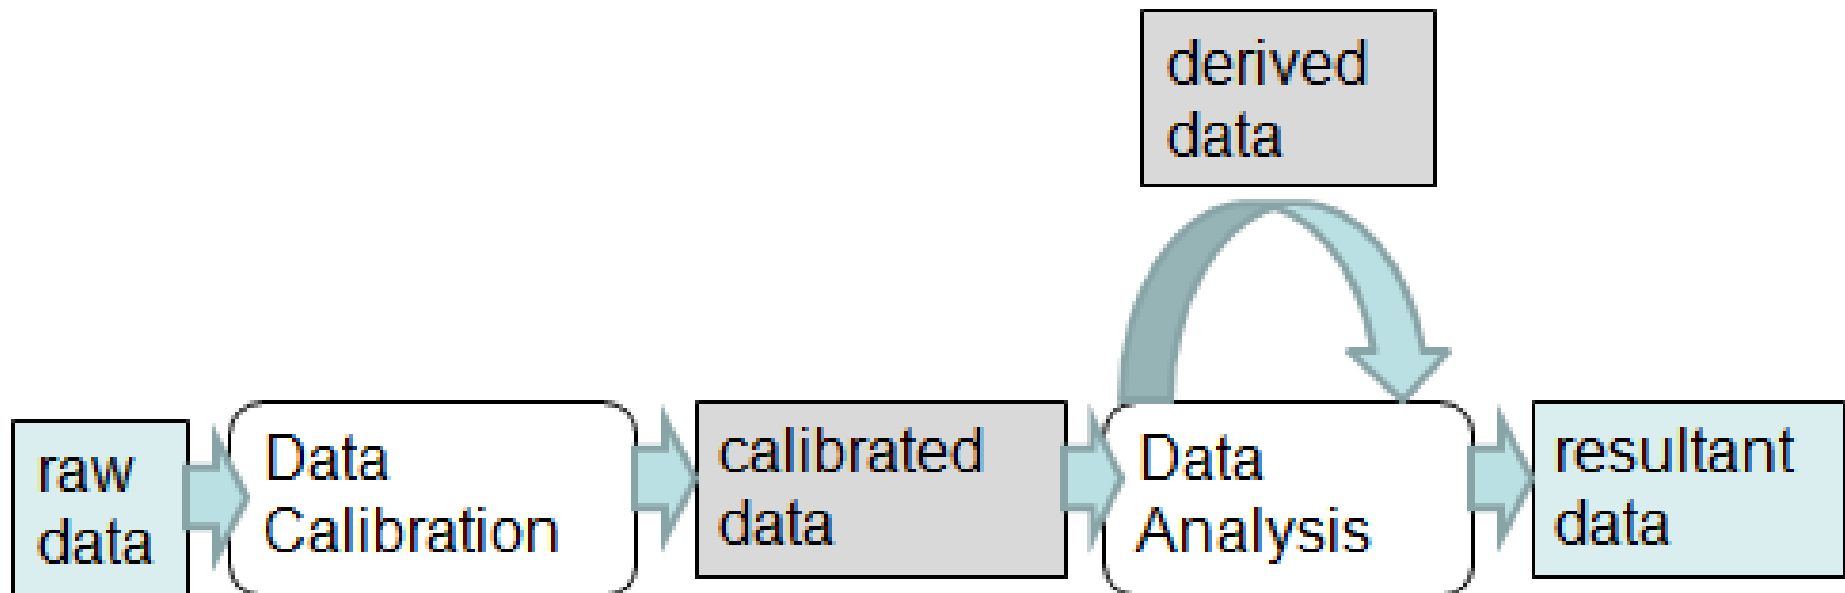 derived
data
raw
data
Data
Calibration
calibrated
data
Data
Analysis
resultant
data